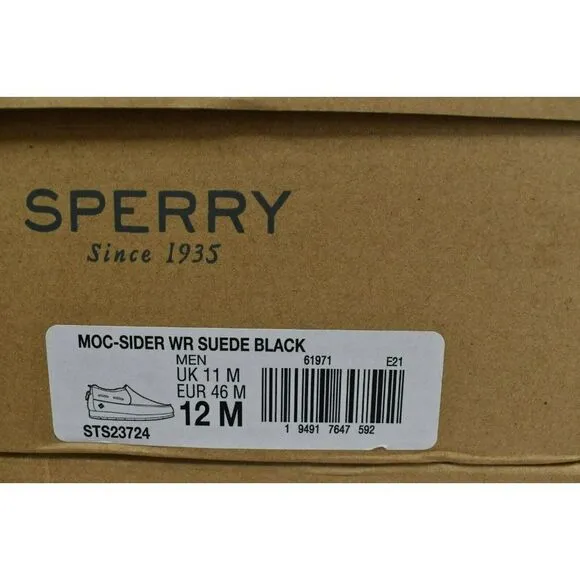 SPERRY
Since 1935
MOC-SIDER WR SUEDE BLACK
MEN 61971 E21
UK 11 M
EUR 46 M
12 M
STS23724
1 9491 7647 592